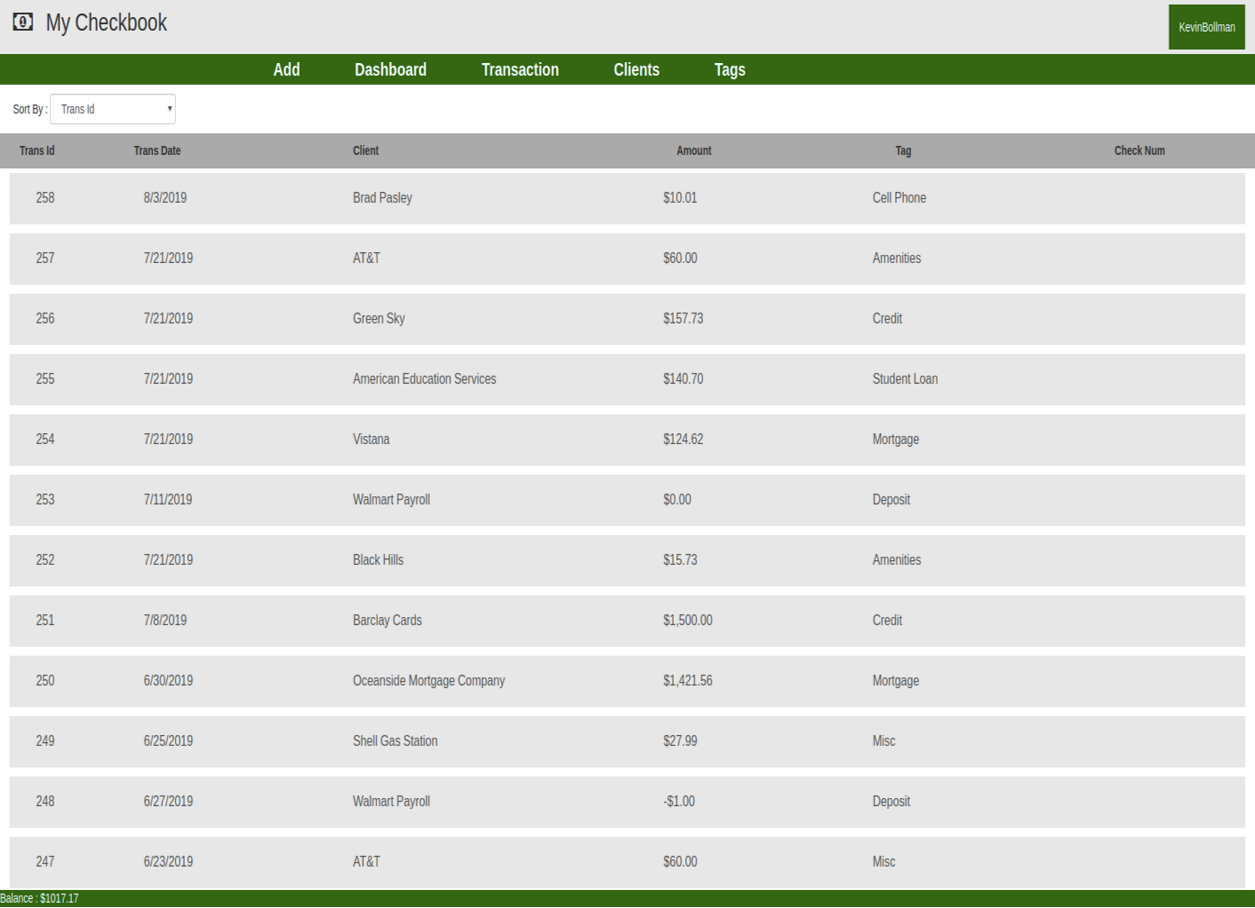 My Checkbook
KevinBollman
Add Dashboard Transaction Clients Tags
Sort By : Trans Id
Trans Id Trans Date Client Amount Tag Check Num
258 8/3/2019 Brad Pasley $10.01 Cell Phone
257 7/21/2019 AT&T $60.00 Amenities
256 7/21/2019 Green Sky $157.73 Credit
255 7/21/2019 American Education Services $140.70 Student Loan
254 7/21/2019 Vistana $124.62 Mortgage
253 7/11/2019 Walmart Payroll $0.00 Deposit
252 7/21/2019 Black Hills $15.73 Amenities
251 7/8/2019 Barclay Cards $1,500.00 Credit
250 6/30/2019 Oceanside Mortgage Company $1,421.56 Mortgage
249 6/25/2019 Shell Gas Station $27.99 Misc
248 6/27/2019 Walmart Payroll -$1.00 Deposit
247 6/23/2019 AT&T $60.00 Misc
Balance : $1017.17